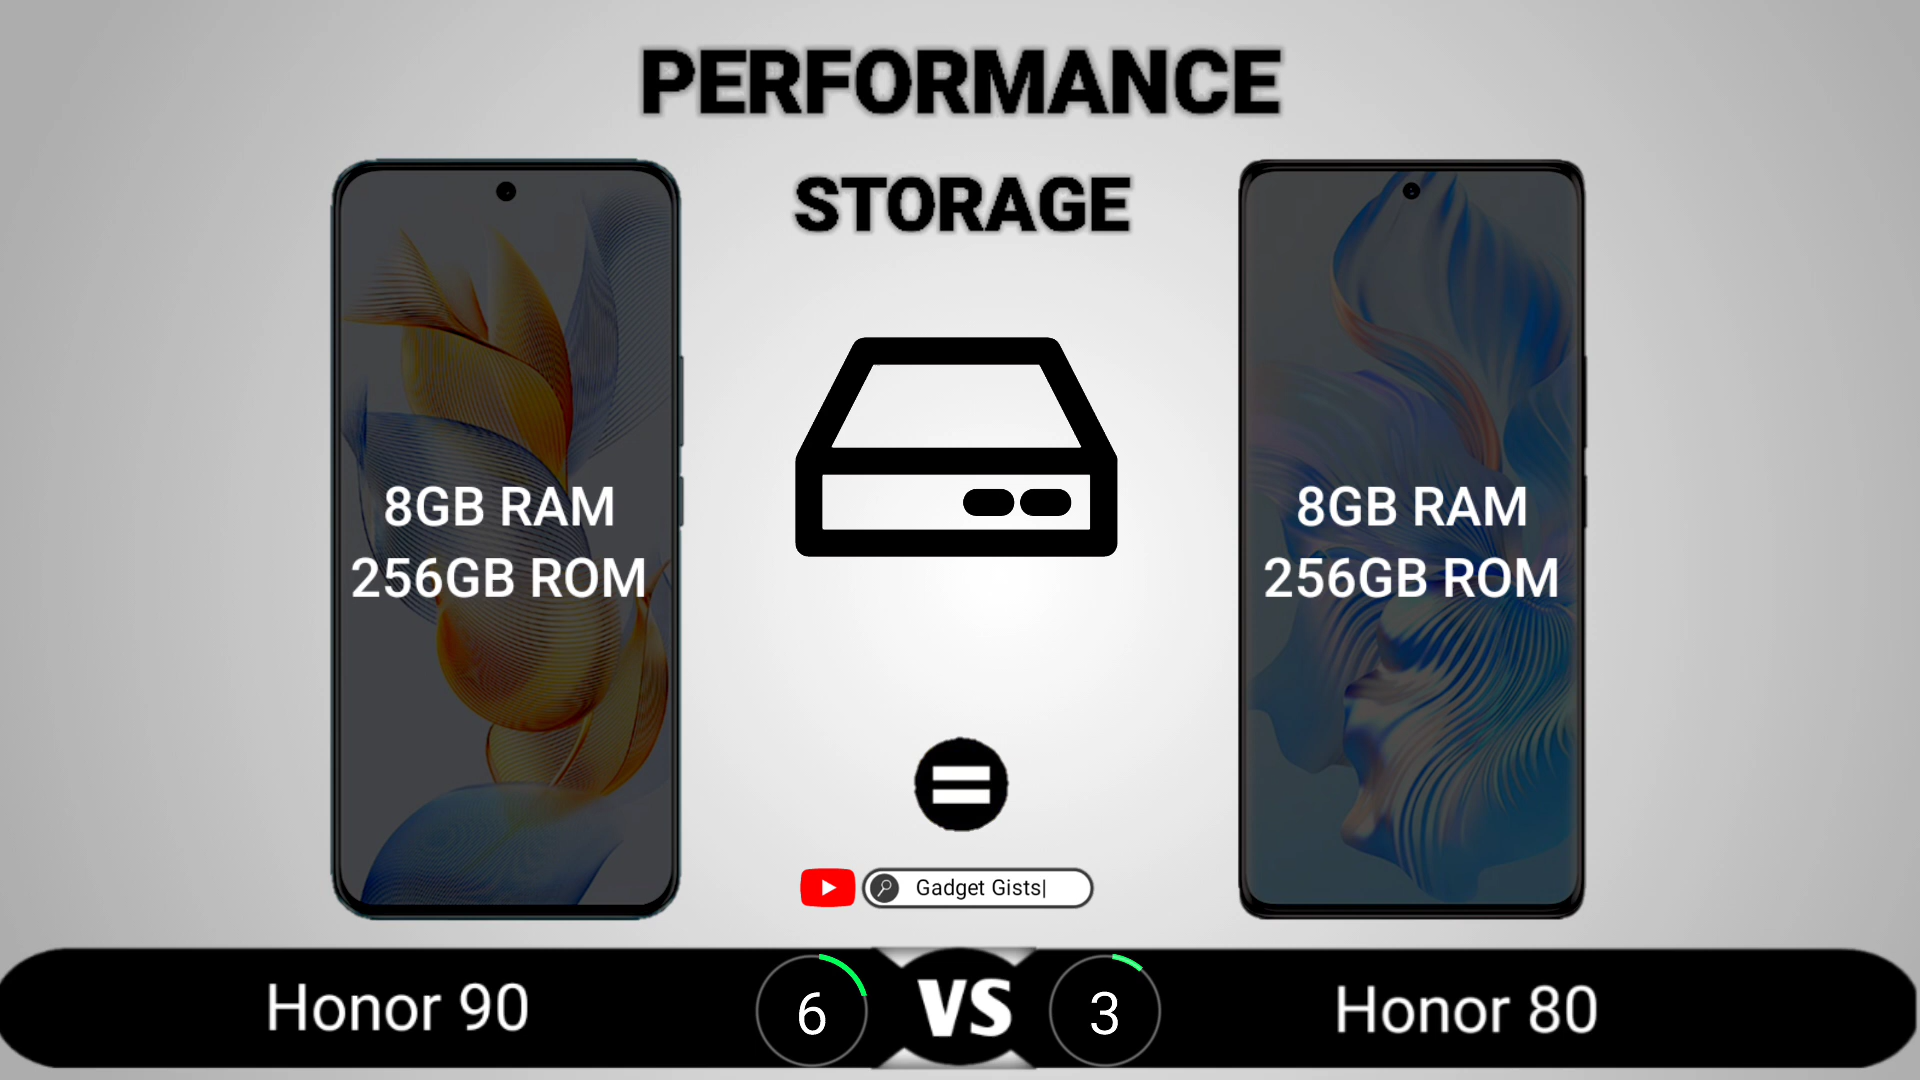 PERFORMANCE
STORAGE
8GB RAM
256GB ROM
8GB RAM
256GB ROM
Gadget Gists|
Honor 90
6
VS
3
Honor 80